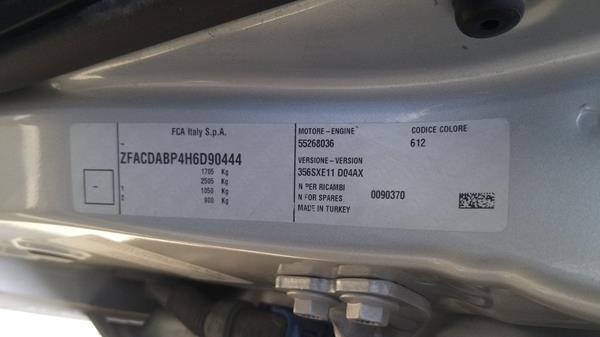 FCA Italy S.p.A.
ZFACDABP4H6D90444
1705 Kg
2505 Kg
1 1050 Kg
2 900 Kg
-
MOTORE-ENGINE
55268036
CODICE COLORE
612
VERSIONE-VERSION
356SXE11 D04AX
N PER RICAMBI
N FOR SPARES
0090370
MADE IN TURKEY